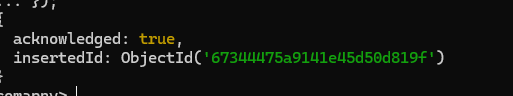 ... });
{
acknowledged: true,
insertedId: ObjectId('67344475a9141e45d50d819f')
}
company>